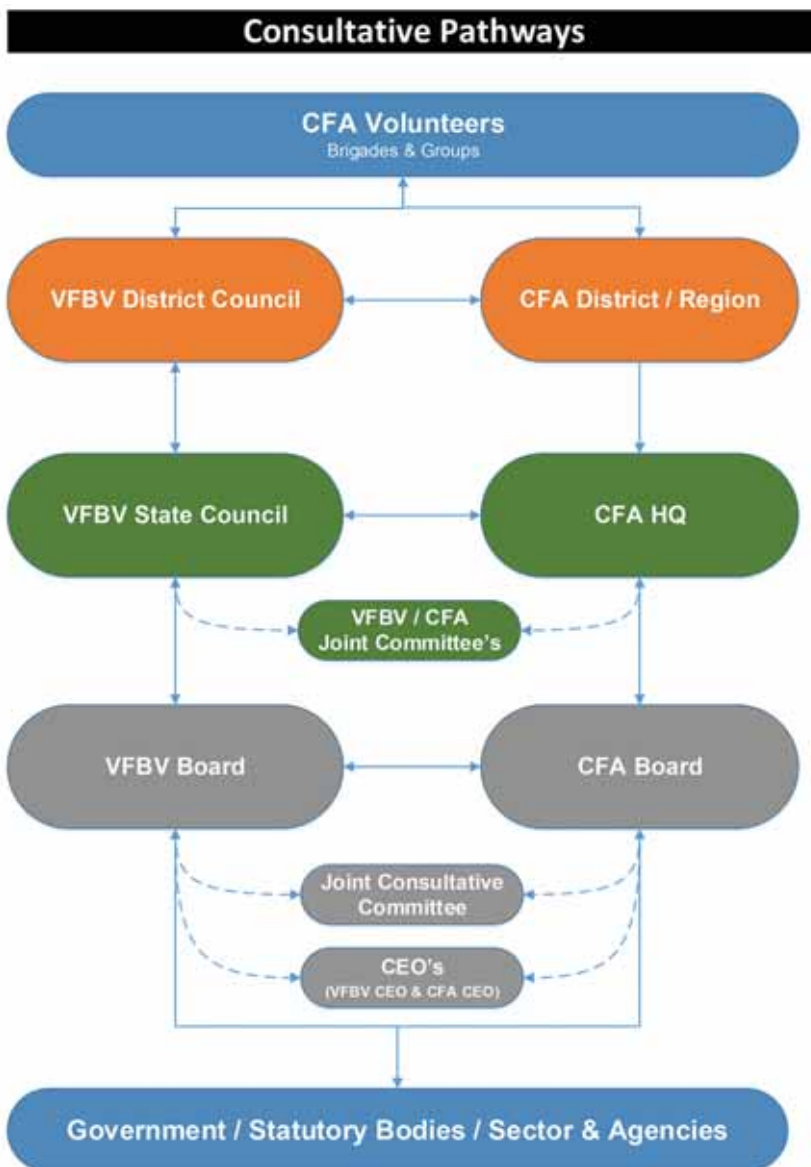 Consultative Pathways
CFA Volunteers
Brigades & Groups
VFBV District Council
CFA District / Region
VFBV State Council
CFA HQ
VFBV / CFA
Joint Committee's
VFBV Board
CFA Board
Joint Consultative
Committee
CEO's
(VFBV CEO & CFA CEO)
Government / Statutory Bodies / Sector & Agencies